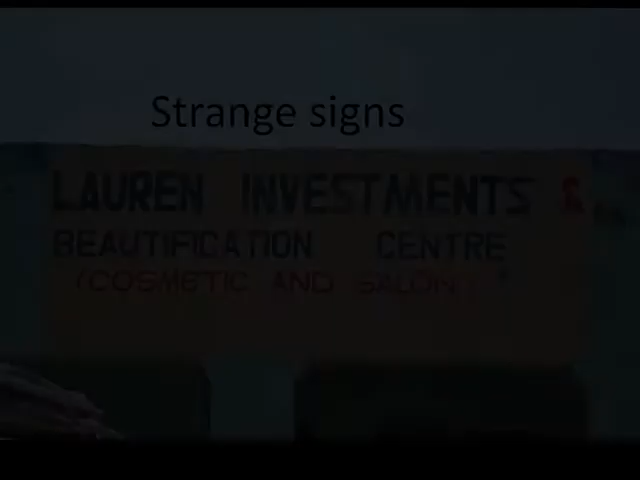 Strange signs
LAUREN INVESTMENTS &
BEAUTIFICATION CENTRE
(COSMETIC AND SALON)